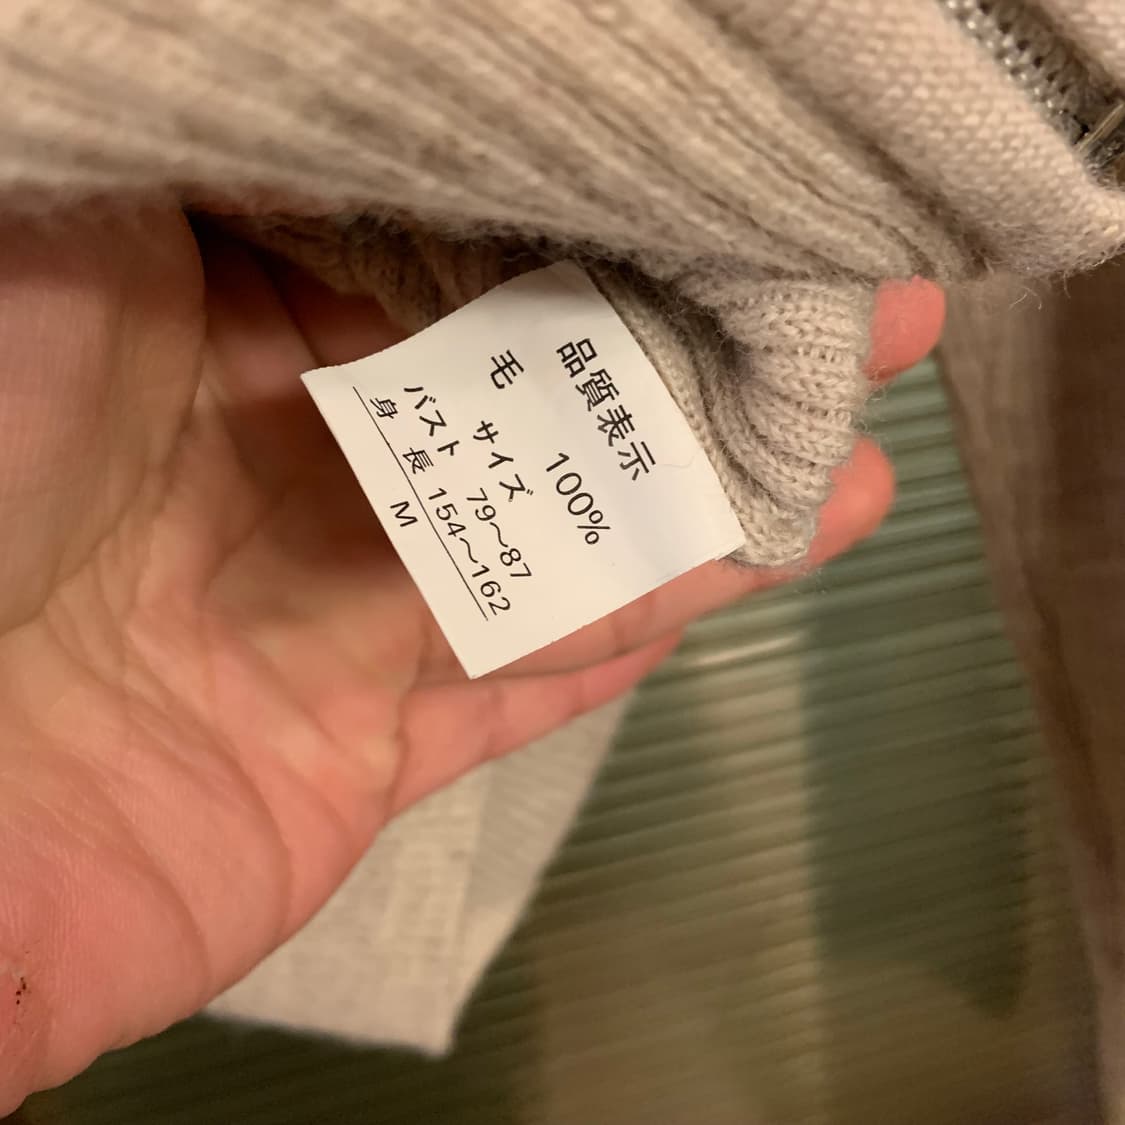 品質表示
毛 100%
サイズ
バスト 79～87
身長 154～162
M